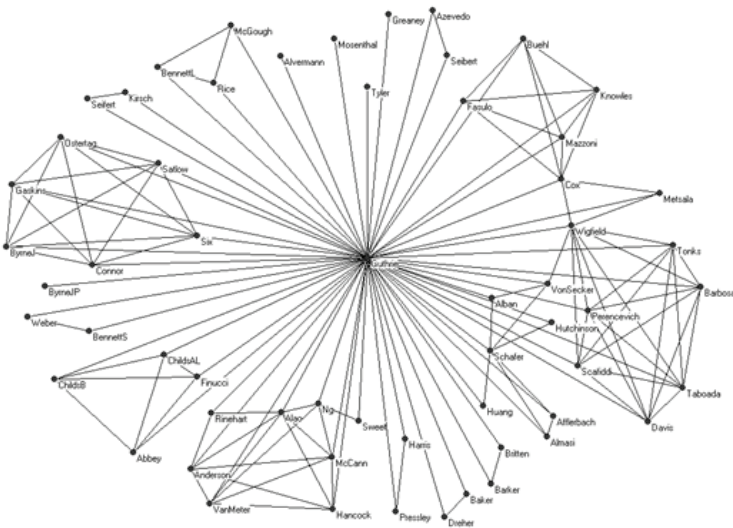 Greaney
Azevedo
McGough
Mosenthal
Buehl
Alvermann
Seibert
BennettL
Rice
Tyler
Knowles
Seifert
Kirsch
Fasulo
Ostertag
Mazzoni
Satlow
Gaskins
Cox
Metsala
Six
Wigfield
ByrneJ
Connor
Guthrie
Tonks
ByrneJP
VonSecker
Barbosa
Alban
Weber
Perencevich
BennettS
Hutchinson
ChildsAL
Schafer
Scafiddi
ChildsB
Finucci
Taboada
Rinehart
Alao
Ng
Sweet
Huang
Afflerbach
Davis
Abbey
Harris
Almasi
McCann
Britten
Anderson
VanMeter
Hancock
Pressley
Baker
Barker
Dreher